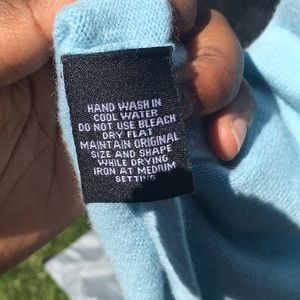 HAND WASH IN
COOL WATER
DO NOT USE BLEACH
DRY FLAT
MAINTAIN ORIGINAL
SIZE AND SHAPE
WHILE DRYING
IRON AT MEDIUM
SETTING